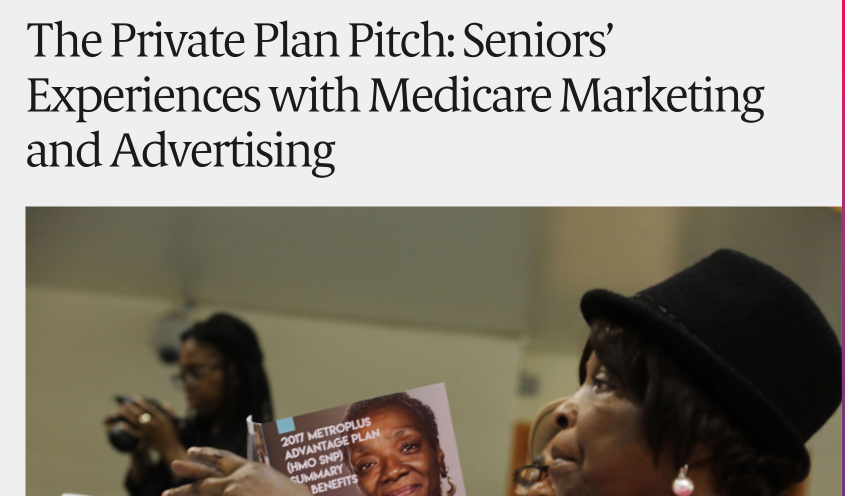 The Private Plan Pitch: Seniors’
Experiences with Medicare Marketing
and Advertising
2017 METROPLUS
ADVANTAGE PLAN
(HMO SNP)
SUMMARY
BENEFITS